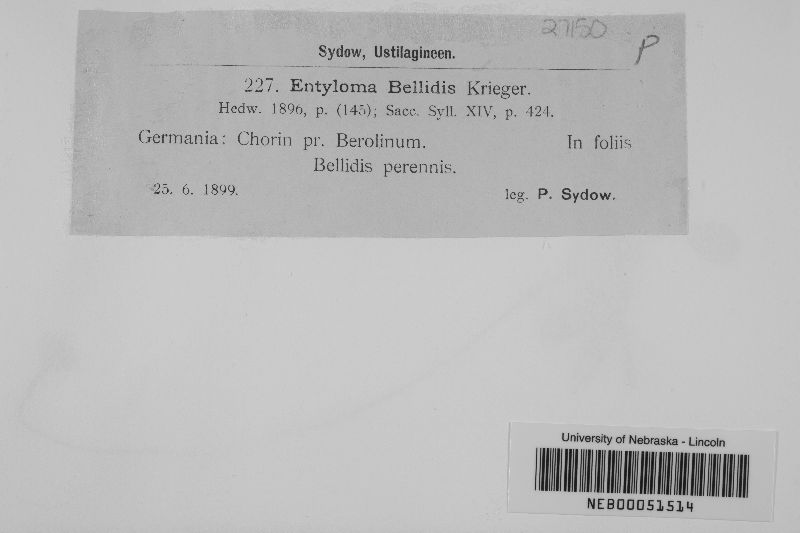 27150
P
Sydow, Ustilagineen.
227. Entyloma Bellidis Krieger.
Hedw. 1896, p. (145); Sacc. Syll. XIV, p. 424.
Germania: Chorin pr. Berolinum. In foliis
Bellidis perennis.
25. 6. 1899. leg. P. Sydow.
University of Nebraska - Lincoln
NEB00051514